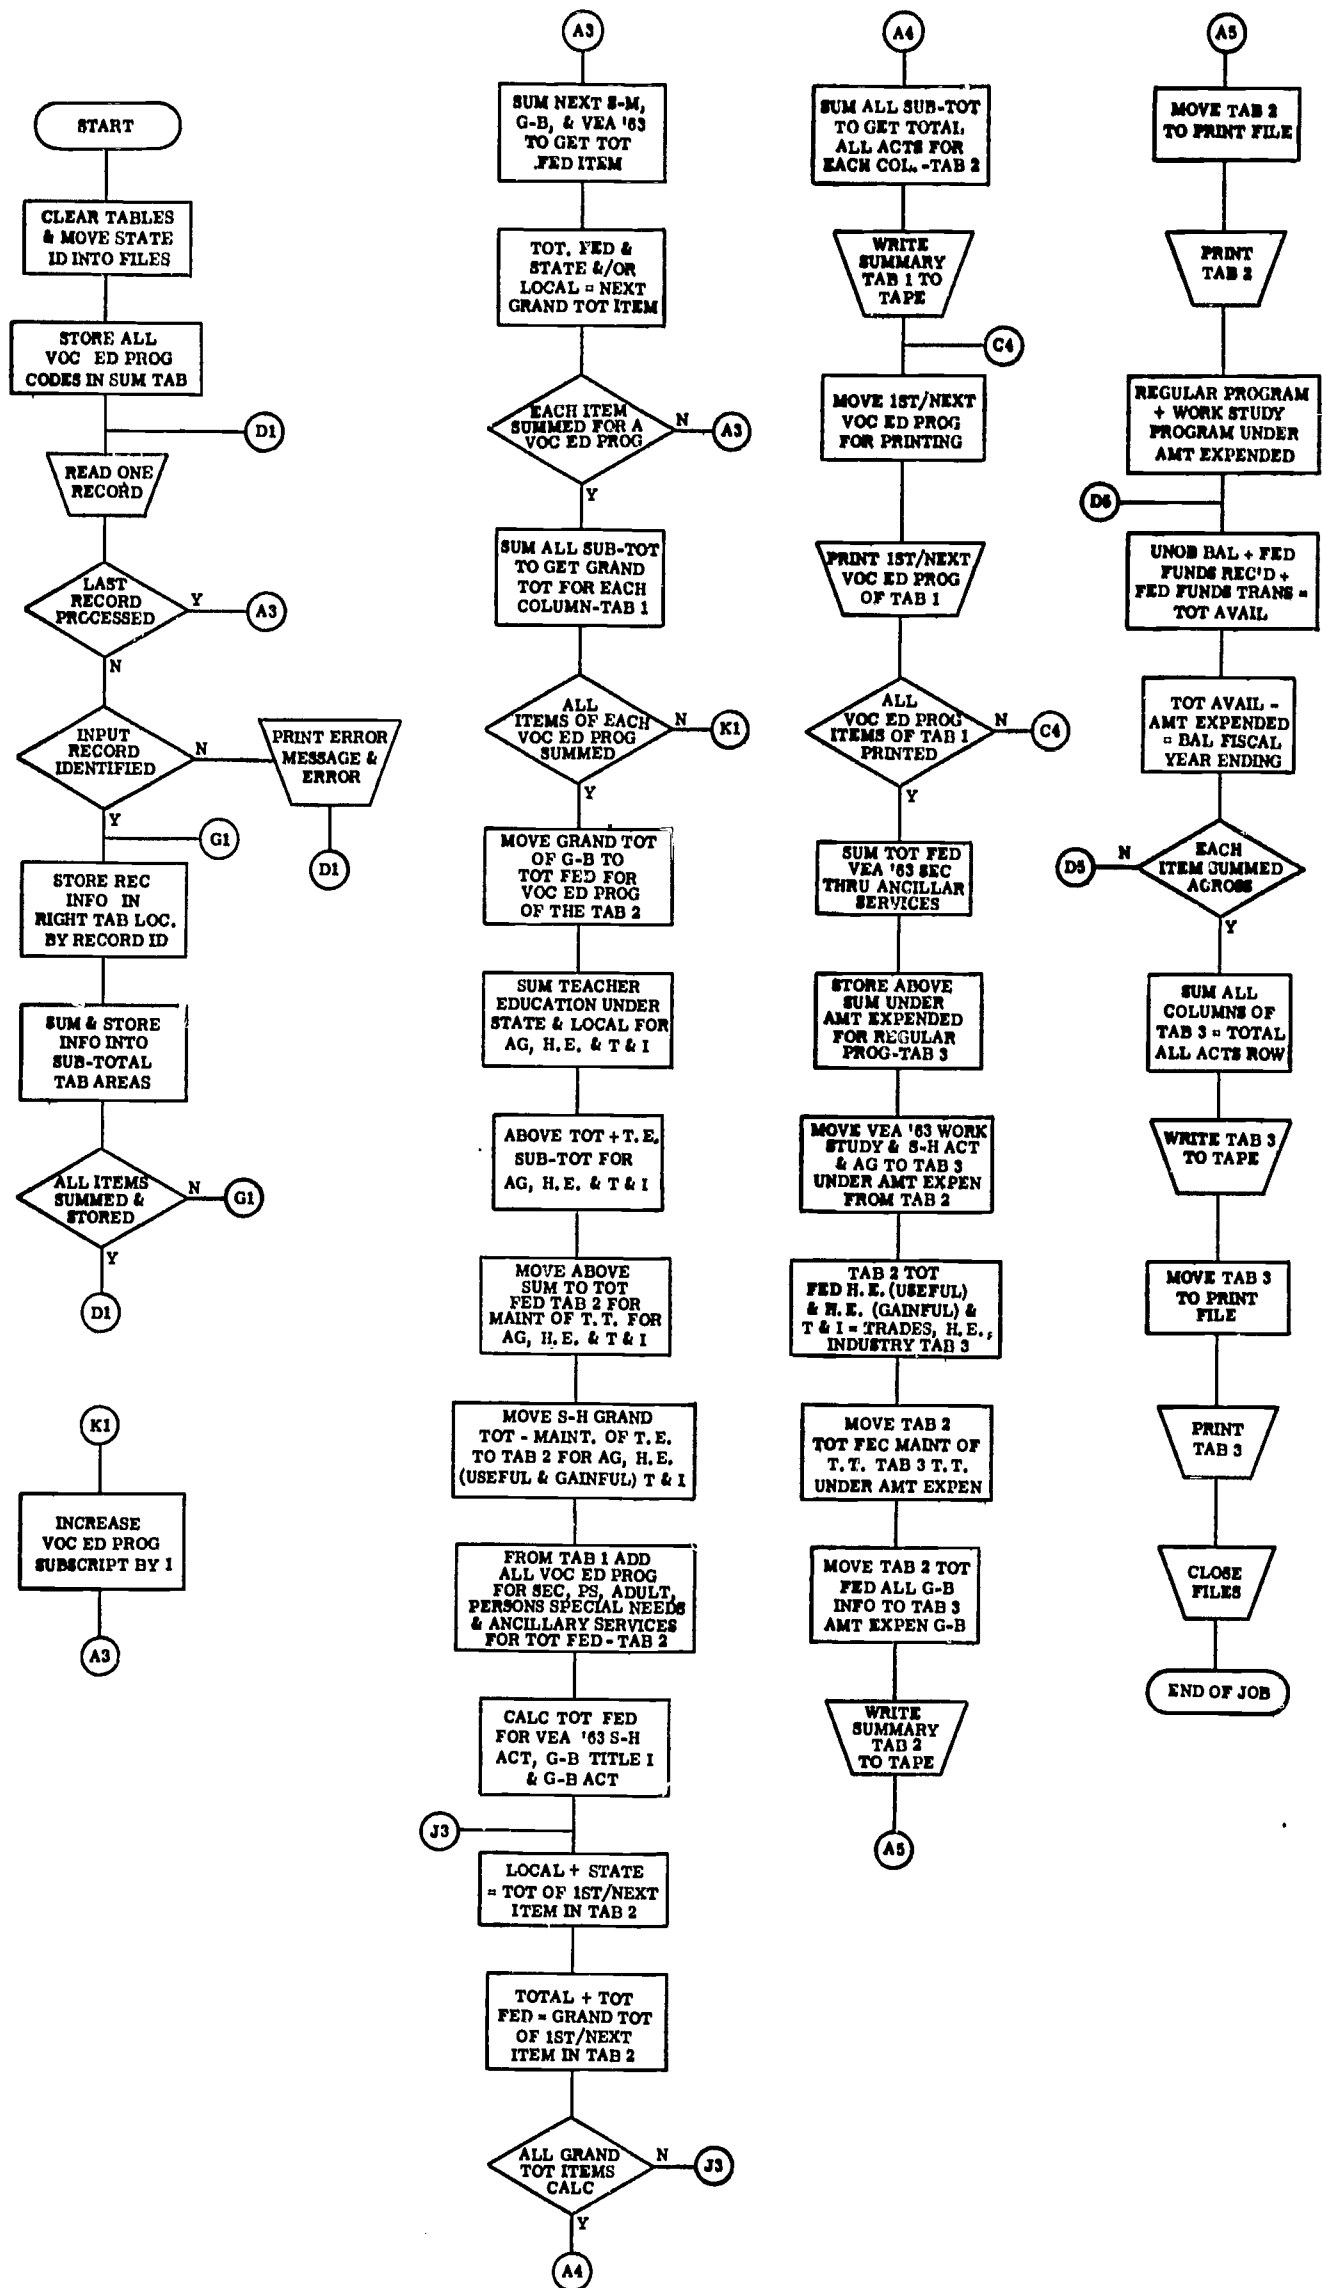 START
CLEAR TABLES
& MOVE STATE
ID INTO FILES
STORE ALL
VOC ED PROG
CODES IN SUM TAB
D1
READ ONE
RECORD
LAST
RECORD
PROCESSED
Y
A3
N
INPUT
RECORD
IDENTIFIED
N
PRINT ERROR
MESSAGE &
ERROR
D1
Y
G1
STORE REC
INFO IN
RIGHT TAB LOC.
BY RECORD ID
SUM & STORE
INFO INTO
SUB-TOTAL
TAB AREAS
ALL ITEMS
SUMMED &
STORED
N
G1
Y
D1
K1
INCREASE
VOC ED PROG
SUBSCRIPT BY 1
A3
A3
SUM NEXT S-M,
G-B, & VEA '63
TO GET TOT
FED ITEM
TOT. FED &
STATE &/OR
LOCAL = NEXT
GRAND TOT ITEM
EACH ITEM
SUMMED FOR A
VOC ED PROG
N
A3
Y
SUM ALL SUB-TOT
TO GET GRAND
TOT FOR EACH
COLUMN-TAB 1
ALL
ITEMS OF EACH
VOC ED PROG
SUMMED
N
K1
Y
MOVE GRAND TOT
OF G-B TO
TOT FED FOR
VOC ED PROG
OF THE TAB 2
SUM TEACHER
EDUCATION UNDER
STATE & LOCAL FOR
AG, H.E. & T & I
ABOVE TOT + T.E.
SUB-TOT FOR
AG, H.E. & T & I
MOVE ABOVE
SUM TO TOT
FED TAB 2 FOR
MAINT OF T.T. FOR
AG, H.E. & T & I
MOVE S-H GRAND
TOT - MAINT. OF T.E.
TO TAB 2 FOR AG, H.E.
(USEFUL & GAINFUL) T & I
FROM TAB 1 ADD
ALL VOC ED PROG
FOR SEC, PS, ADULT,
PERSONS SPECIAL NEEDS
& ANCILLARY SERVICES
FOR TOT FED - TAB 2
CALC TOT FED
FOR VEA '63 S-H
ACT, G-B TITLE I
& G-B ACT
J3
LOCAL + STATE
= TOT OF 1ST/NEXT
ITEM IN TAB 2
TOTAL + TOT
FED = GRAND TOT
OF 1ST/NEXT
ITEM IN TAB 2
ALL GRAND
TOT ITEMS
CALC
N
J3
Y
A4
A4
SUM ALL SUB-TOT
TO GET TOTAL
ALL ACTS FOR
EACH COL. -TAB 2
WRITE
SUMMARY
TAB 1 TO
TAPE
C4
MOVE 1ST/NEXT
VOC ED PROG
FOR PRINTING
PRINT 1ST/NEXT
VOC ED PROG
OF TAB 1
ALL
VOC ED PROG
ITEMS OF TAB 1
PRINTED
N
C4
Y
SUM TOT FED
VEA '63 SEC
THRU ANCILLAR
SERVICES
STORE ABOVE
SUM UNDER
AMT EXPENDED
FOR REGULAR
PROG-TAB 3
MOVE VEA '63 WORK
STUDY & S-H ACT
& AG TO TAB 3
UNDER AMT EXPEN
FROM TAB 2
TAB 2 TOT
FED H.E. (USEFUL)
& H.E. (GAINFUL) &
T & I = TRADES, H.E.,
INDUSTRY TAB 3
MOVE TAB 2
TOT FEC MAINT OF
T.T. TAB 3 T.T.
UNDER AMT EXPEN
MOVE TAB 2 TOT
FED ALL G-B
INFO TO TAB 3
AMT EXPEN G-B
WRITE
SUMMARY
TAB 2
TO TAPE
A5
A5
MOVE TAB 2
TO PRINT FILE
PRINT
TAB 2
REGULAR PROGRAM
+ WORK STUDY
PROGRAM UNDER
AMT EXPENDED
D5
UNOB BAL + FED
FUNDS REC'D +
FED FUNDS TRANS =
TOT AVAIL
TOT AVAIL -
AMT EXPENDED
= BAL FISCAL
YEAR ENDING
EACH
ITEM SUMMED
ACROSS
N
D5
Y
SUM ALL
COLUMNS OF
TAB 3 = TOTAL
ALL ACTS ROW
WRITE TAB 3
TO TAPE
MOVE TAB 3
TO PRINT
FILE
PRINT
TAB 3
CLOSE
FILES
END OF JOB